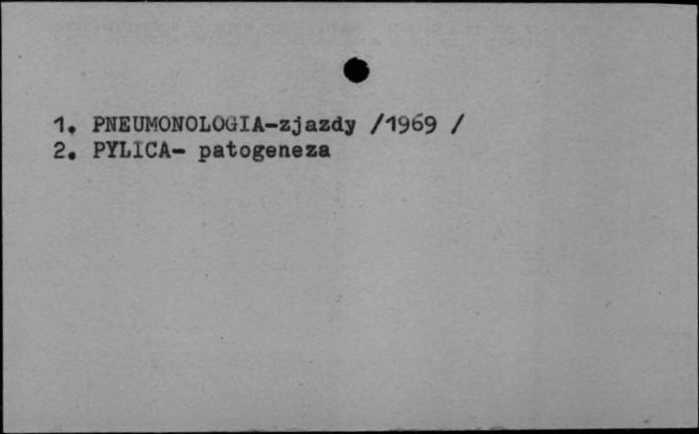 1. PNEUMONOLOGIA-zjazdy /1969 /
2. PYLICA- patogeneza